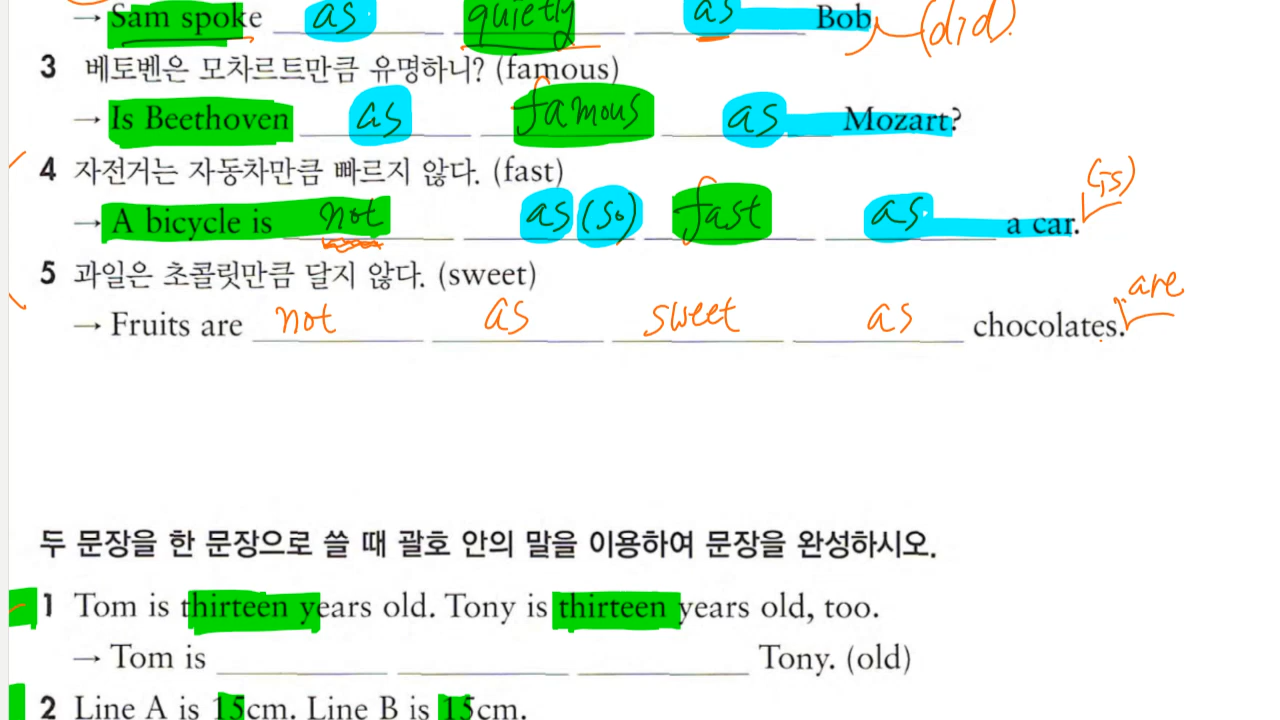 Sam spoke as quietly as Bob (did).
3 베토벤은 모차르트만큼 유명하니? (famous)
→ Is Beethoven as famous as Mozart?
4 자전거는 자동차만큼 빠르지 않다. (fast)
→ A bicycle is not as (so) fast as a car. (is)
5 과일은 초콜릿만큼 달지 않다. (sweet)
→ Fruits are not as sweet as chocolates. are
두 문장을 한 문장으로 쓸 때 괄호 안의 말을 이용하여 문장을 완성하시오.
1 Tom is thirteen years old. Tony is thirteen years old, too.
→ Tom is ____ ____ ____ Tony. (old)
2 Line A is 15cm. Line B is 15cm.